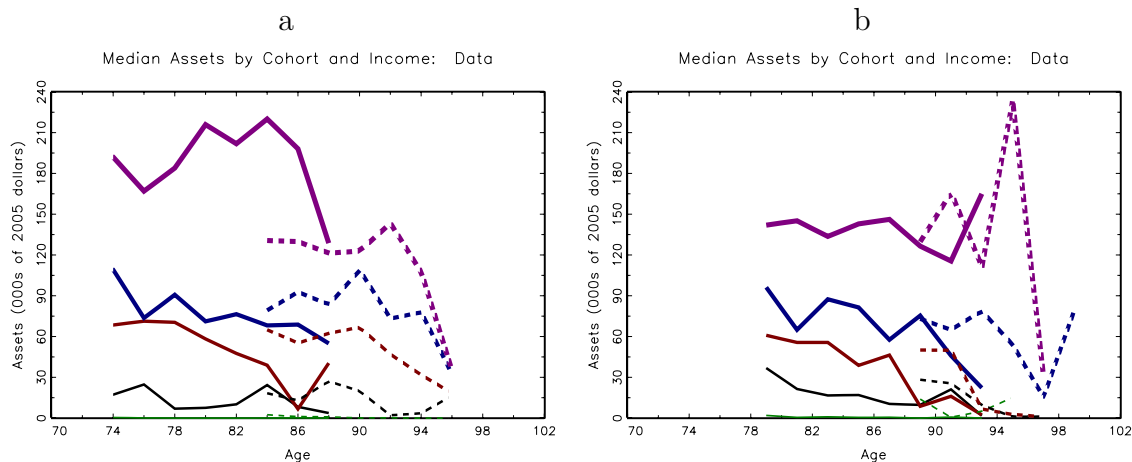 a
Median Assets by Cohort and Income:  Data
Assets (000s of 2005 dollars)
240
210
180
150
120
90
60
30
0
70 74 78 82 86 90 94 98 102
Age
b
Median Assets by Cohort and Income:  Data
Assets (000s of 2005 dollars)
240
210
180
150
120
90
60
30
0
70 74 78 82 86 90 94 98 102
Age